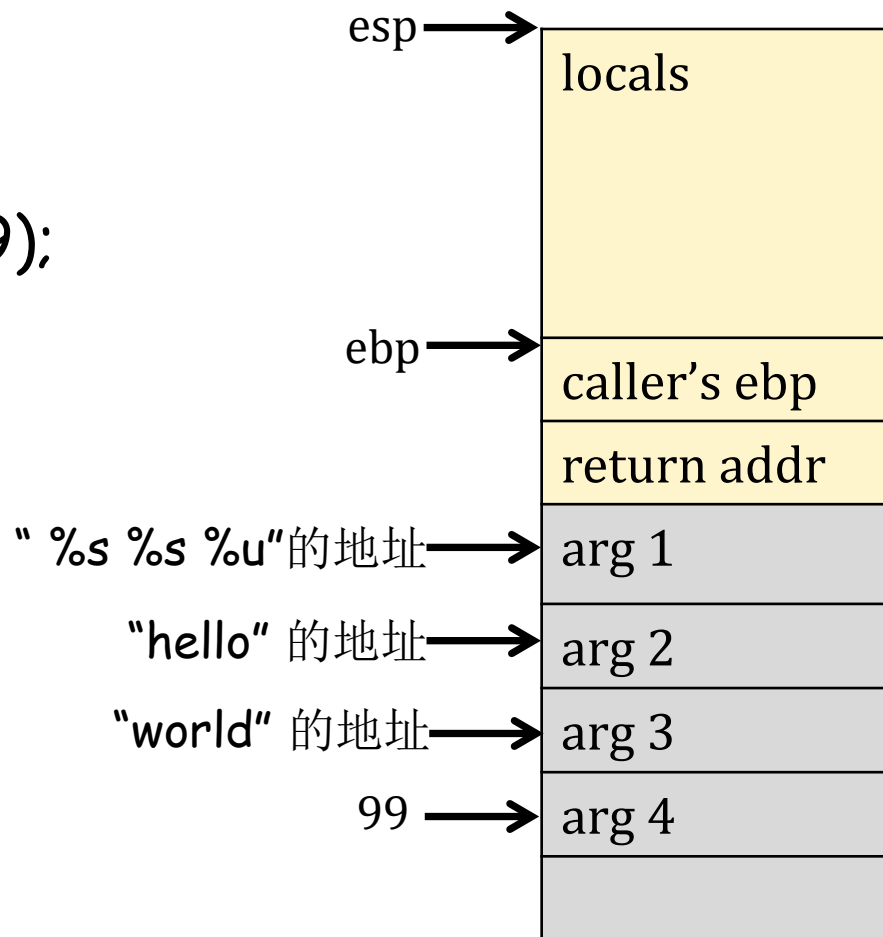 esp
locals
9);
ebp
caller’s ebp
return addr
“ %s %s %u”的地址
arg 1
“hello” 的地址
arg 2
“world” 的地址
arg 3
99
arg 4